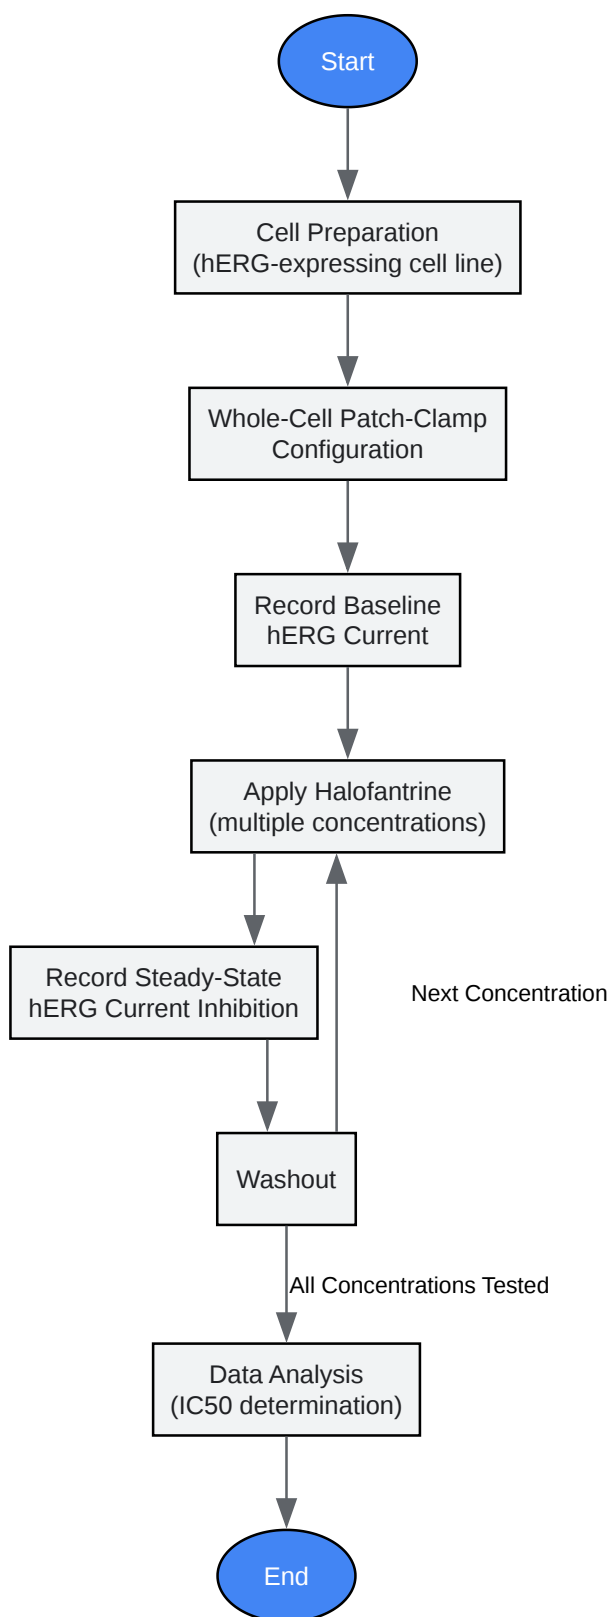 Start
Cell Preparation
(hERG-expressing cell line)
Whole-Cell Patch-Clamp
Configuration
Record Baseline
hERG Current
Apply Halofantrine
(multiple concentrations)
Record Steady-State
hERG Current Inhibition
Next Concentration
Washout
All Concentrations Tested
Data Analysis
(IC50 determination)
End